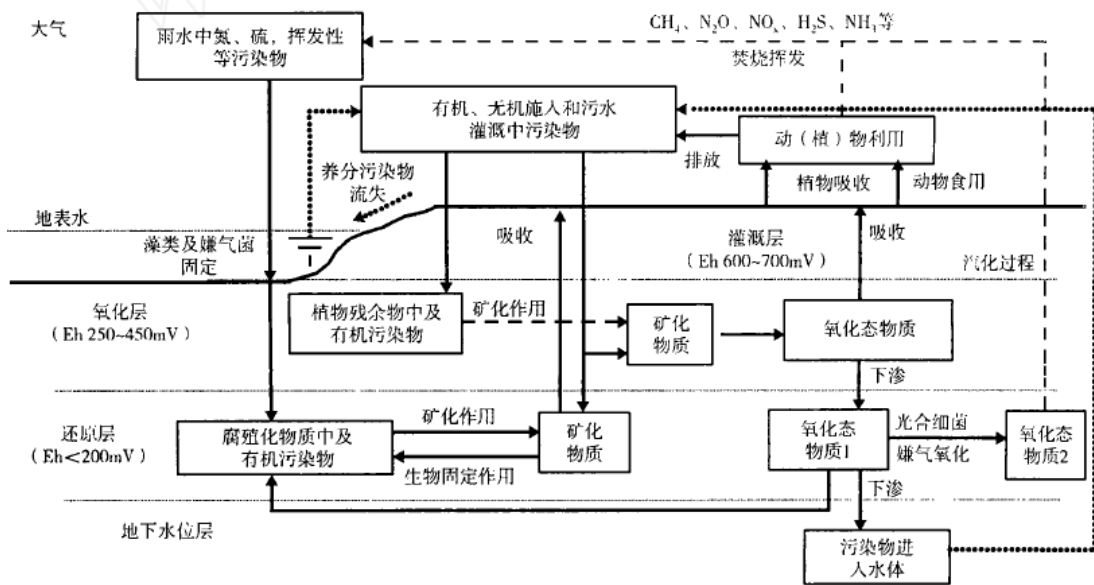 大气
雨水中氮、硫，挥发性
等污染物
CH₄、N₂O、NOₓ、H₂S、NH₃等
焚烧挥发
有机、无机施入和污水
灌溉中污染物
动（植）物利用
排放
养分污染物
流失
植物吸收
动物食用
地表水
藻类及嫌气菌
固定
吸收
灌溉层
(Eh 600~700mV)
吸收
汽化过程
氧化层
(Eh 250~450mV)
植物残余物中及
有机污染物
矿化作用
矿化
物质
氧化态物质
下渗
还原层
(Eh<200mV)
腐殖化物质中及
有机污染物
矿化作用
生物固定作用
矿化
物质
氧化态
物质1
光合细菌
嫌气氧化
氧化态
物质2
下渗
地下水位层
污染物进
入水体